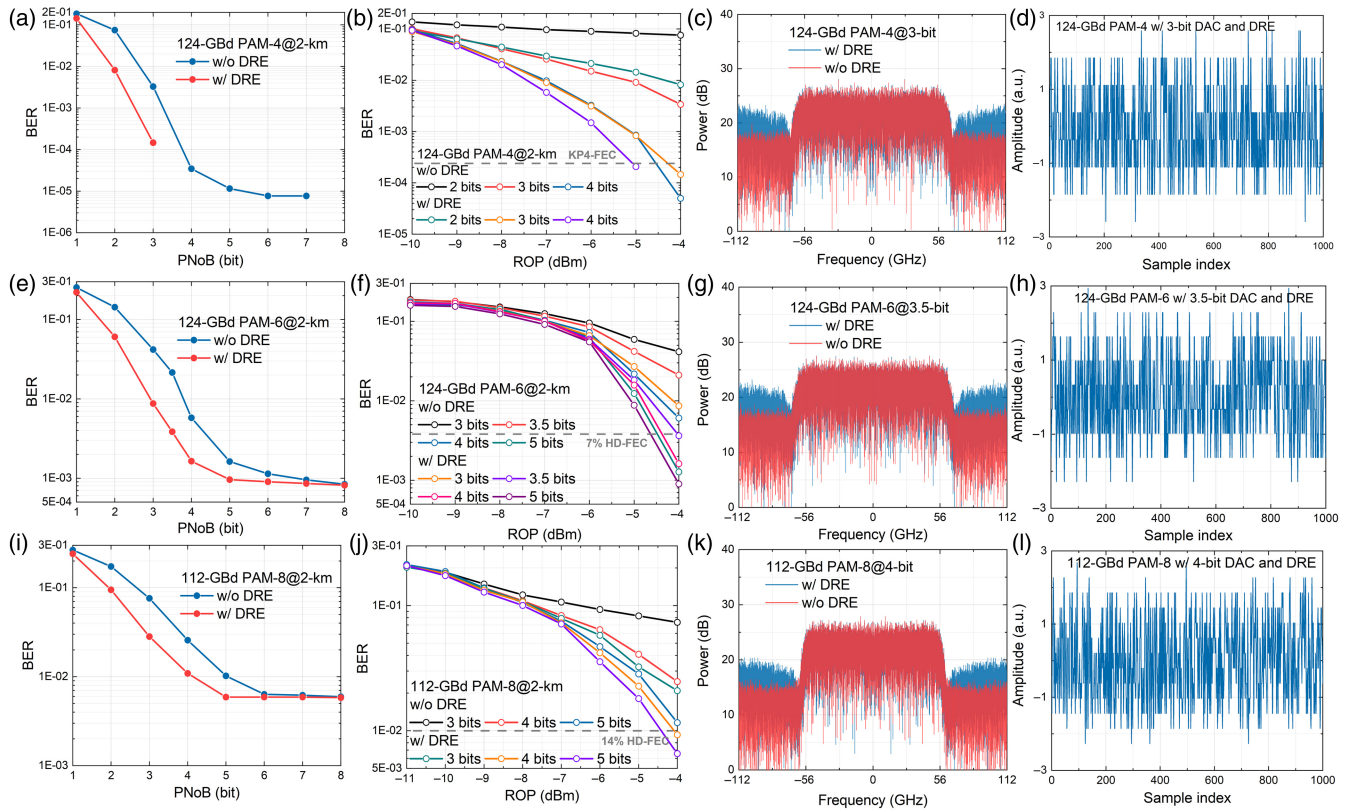 (a)
2E-01
1E-01
1E-02
1E-03
1E-04
1E-05
1E-06
BER
w/o DRE
w/ DRE
124-GBd PAM-4@2-km
1 2 3 4 5 6 7 8
PNoB (bit)
(b)
2E-01
1E-01
1E-02
1E-03
1E-04
1E-05
BER
124-GBd PAM-4@2-km
KP4-FEC
w/o DRE
2 bits 3 bits 4 bits
w/ DRE
2 bits 3 bits 4 bits
−10 −9 −8 −7 −6 −5 −4
ROP (dBm)
(c)
40
30
20
10
0
Power (dB)
124-GBd PAM-4@3-bit
w/ DRE
w/o DRE
−112 −56 0 56 112
Frequency (GHz)
(d)
3
1
−1
−3
Amplitude (a.u.)
124-GBd PAM-4 w/ 3-bit DAC and DRE
0 200 400 600 800 1000
Sample index
(e)
3E-01
1E-01
1E-02
1E-03
5E-04
BER
124-GBd PAM-6@2-km
w/o DRE
w/ DRE
1 2 3 4 5 6 7 8
PNoB (bit)
(f)
3E-01
1E-01
1E-02
1E-03
5E-04
BER
124-GBd PAM-6@2-km
w/o DRE
3 bits 3.5 bits
4 bits 5 bits
7% HD-FEC
w/ DRE
3 bits 3.5 bits
4 bits 5 bits
−10 −9 −8 −7 −6 −5 −4
ROP (dBm)
(g)
40
30
20
10
0
Power (dB)
124-GBd PAM-6@3.5-bit
w/ DRE
w/o DRE
−112 −56 0 56 112
Frequency (GHz)
(h)
3
1
−1
−3
Amplitude (a.u.)
124-GBd PAM-6 w/ 3.5-bit DAC and DRE
0 200 400 600 800 1000
Sample index
(i)
3E-01
1E-01
1E-02
1E-03
BER
112-GBd PAM-8@2-km
w/o DRE
w/ DRE
1 2 3 4 5 6 7 8
PNoB (bit)
(j)
3E-01
1E-01
1E-02
5E-03
BER
112-GBd PAM-8@2-km
w/o DRE
3 bits 4 bits 5 bits
w/ DRE
14% HD-FEC
3 bits 4 bits 5 bits
−11 −10 −9 −8 −7 −6 −5 −4
ROP (dBm)
(k)
40
30
20
10
0
Power (dB)
112-GBd PAM-8@4-bit
w/ DRE
w/o DRE
−112 −56 0 56 112
Frequency (GHz)
(l)
3
1
−1
−3
Amplitude (a.u.)
112-GBd PAM-8 w/ 4-bit DAC and DRE
0 200 400 600 800 1000
Sample index